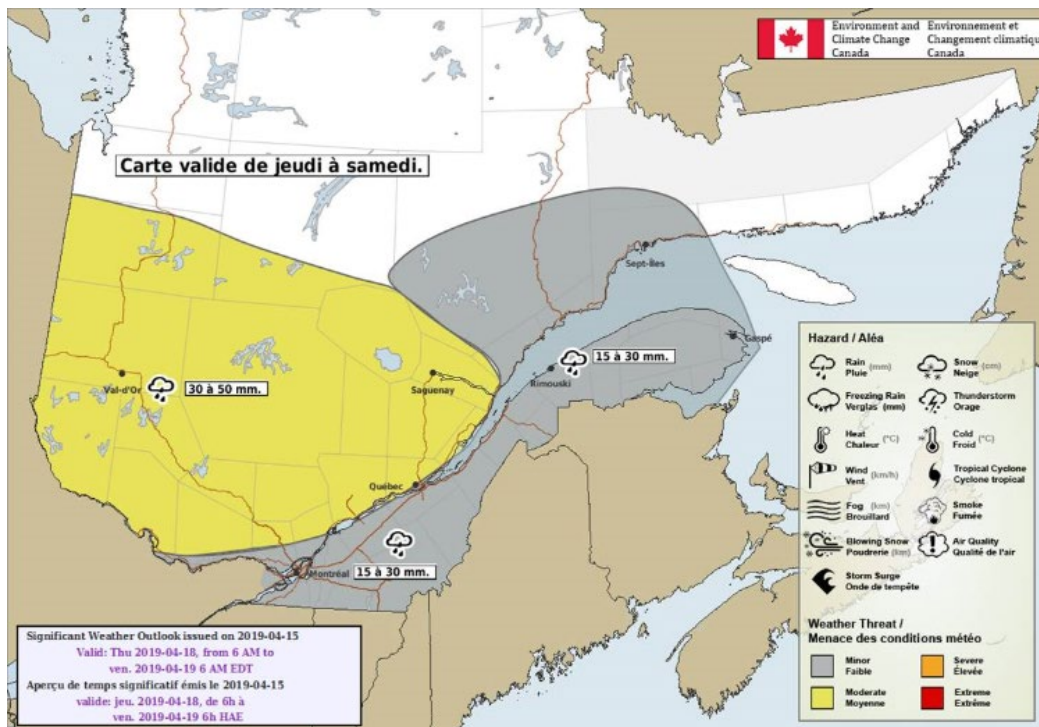 Environment and
Climate Change
Canada
Environnement et
Changement climatiqu
Canada
Carte valide de jeudi à samedi.
Sept-Îles
Gaspé
15 à 30 mm.
Rimouski
Val-d'Or
30 à 50 mm.
Saguenay
Québec
Montréal
15 à 30 mm.
Hazard / Aléa
Rain (mm)
Pluie
Snow (cm)
Neige
Freezing Rain
Verglas (mm)
Thunderstorm
Orage
Heat (°C)
Chaleur
Cold (°C)
Froid
Wind (km/h)
Vent
Tropical Cyclone
Cyclone tropical
Fog (km)
Brouillard
Smoke
Fumée
Blowing Snow
Poudrerie (km)
Air Quality
Qualité de l'air
Storm Surge
Onde de tempête
Weather Threat /
Menace des conditions météo
Minor
Faible
Severe
Élevée
Moderate
Moyenne
Extreme
Extrême
Significant Weather Outlook issued on 2019-04-15
Valid: Thu 2019-04-18, from 6 AM to
ven. 2019-04-19 6 AM EDT
Aperçu de temps significatif émis le 2019-04-15
valide: jeu. 2019-04-18, de 6h à
ven. 2019-04-19 6h HAE